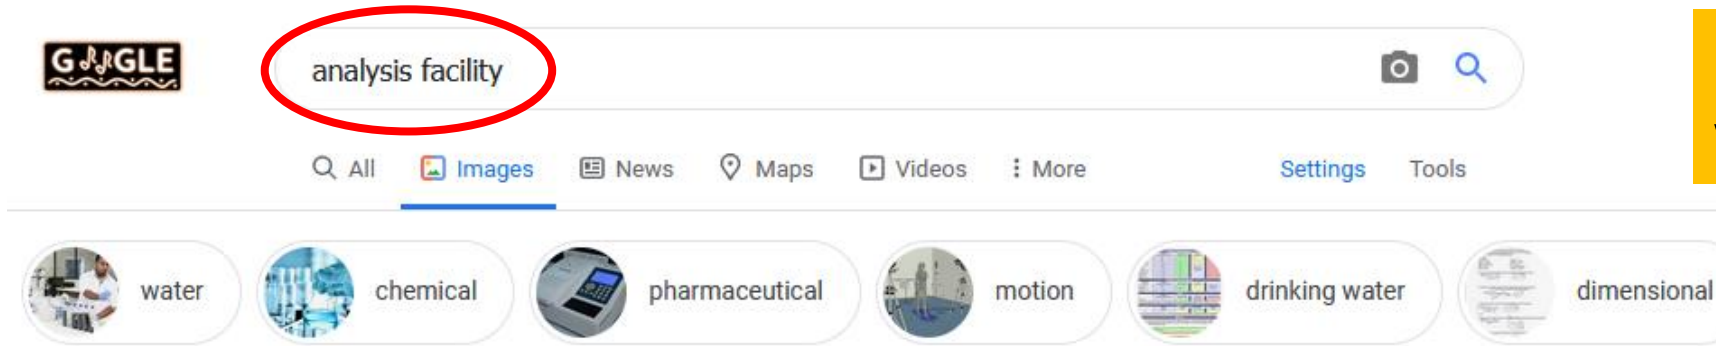 GOOGLE
analysis facility
All Images News Maps Videos More Settings Tools
water chemical pharmaceutical motion drinking water dimensional